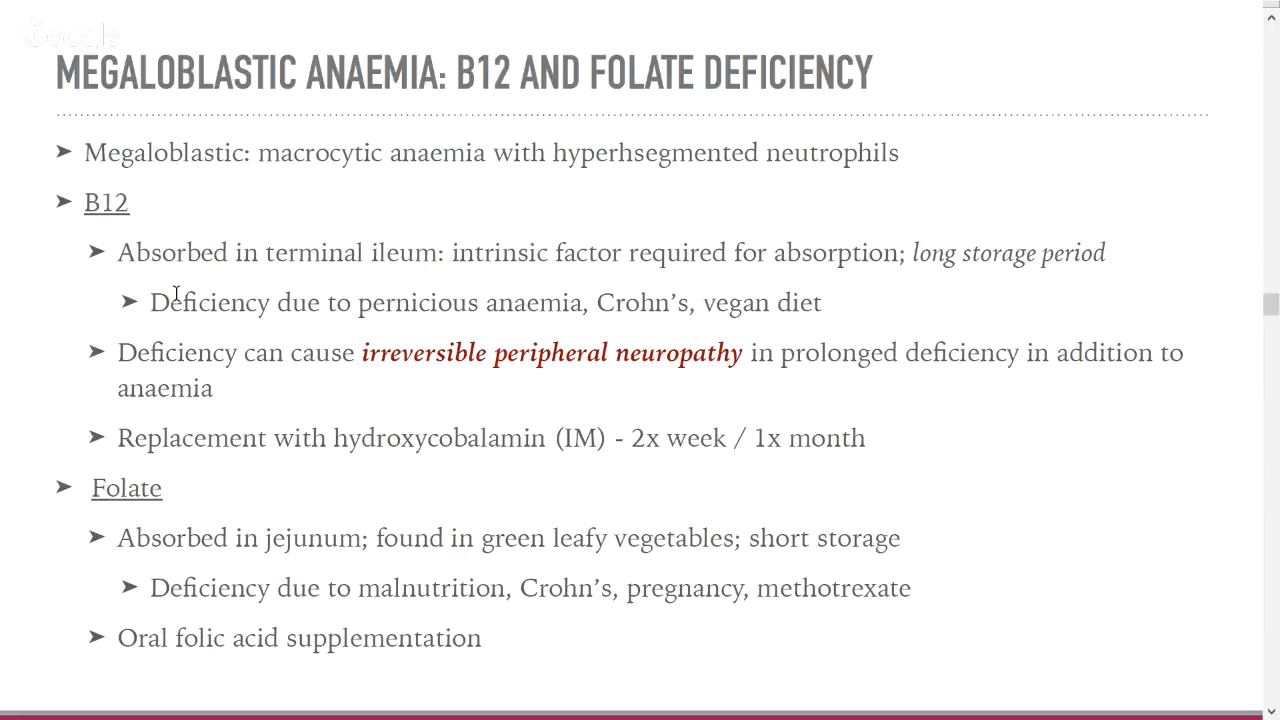 Google
MEGALOBLASTIC ANAEMIA: B12 AND FOLATE DEFICIENCY
➤ Megaloblastic: macrocytic anaemia with hyperhsegmented neutrophils
➤ B12
➤ Absorbed in terminal ileum: intrinsic factor required for absorption; long storage period
➤ Deficiency due to pernicious anaemia, Crohn’s, vegan diet
➤ Deficiency can cause irreversible peripheral neuropathy in prolonged deficiency in addition to
anaemia
➤ Replacement with hydroxycobalamin (IM) - 2x week / 1x month
➤ Folate
➤ Absorbed in jejunum; found in green leafy vegetables; short storage
➤ Deficiency due to malnutrition, Crohn’s, pregnancy, methotrexate
➤ Oral folic acid supplementation